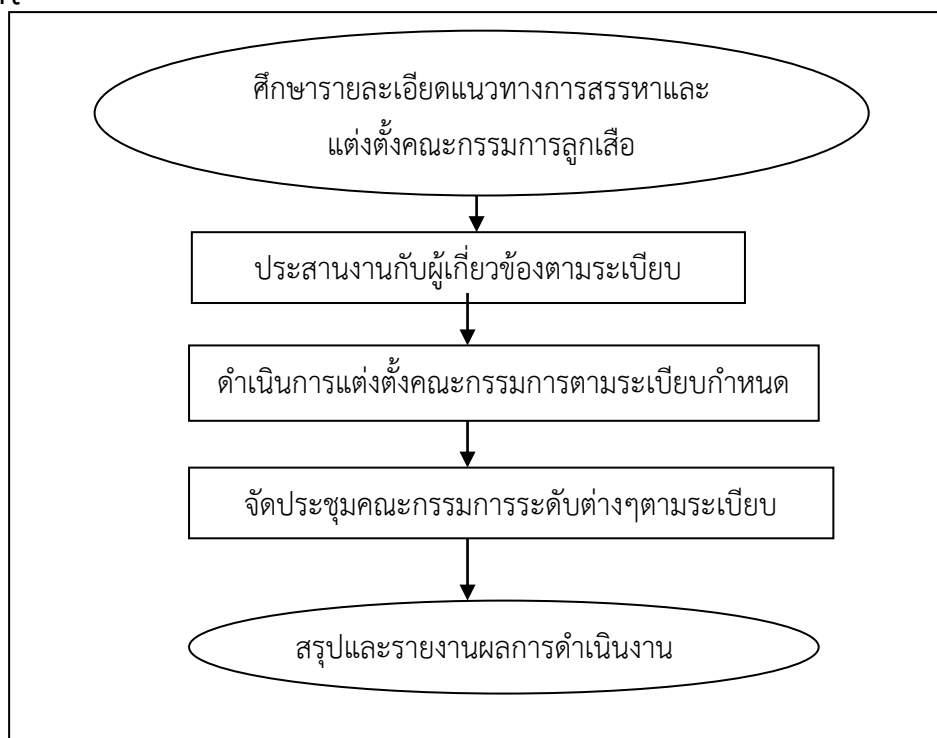 ศึกษารายละเอียดแนวทางการสรรหาและ
แต่งตั้งคณะกรรมการลูกเสือ
ประสานงานกับผู้เกี่ยวข้องตามระเบียบ
ดำเนินการแต่งตั้งคณะกรรมการตามระเบียบกำหนด
จัดประชุมคณะกรรมการระดับต่างๆตามระเบียบ
สรุปและรายงานผลการดำเนินงาน